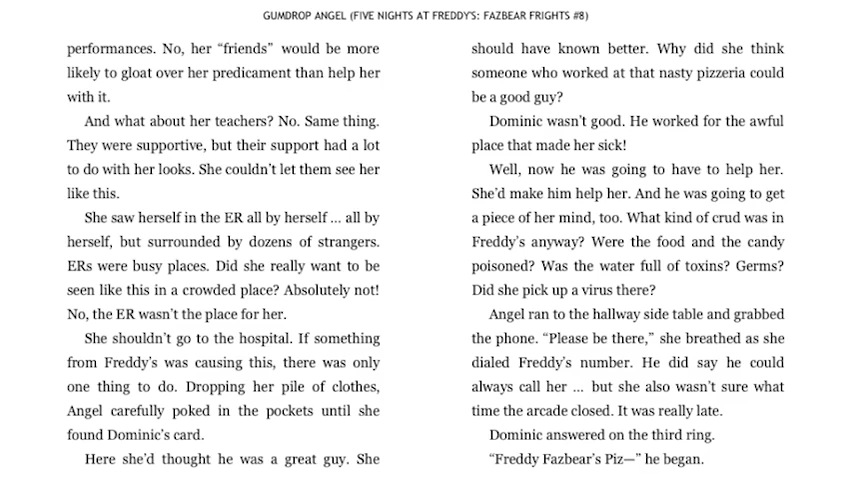 GUMDROP ANGEL (FIVE NIGHTS AT FREDDY'S: FAZBEAR FRIGHTS #8)
performances. No, her “friends” would be more
likely to gloat over her predicament than help her
with it.
And what about her teachers? No. Same thing.
They were supportive, but their support had a lot
to do with her looks. She couldn’t let them see her
like this.
She saw herself in the ER all by herself ... all by
herself, but surrounded by dozens of strangers.
ERs were busy places. Did she really want to be
seen like this in a crowded place? Absolutely not!
No, the ER wasn’t the place for her.
She shouldn’t go to the hospital. If something
from Freddy’s was causing this, there was only
one thing to do. Dropping her pile of clothes,
Angel carefully poked in the pockets until she
found Dominic’s card.
Here she’d thought he was a great guy. She
should have known better. Why did she think
someone who worked at that nasty pizzeria could
be a good guy?
Dominic wasn’t good. He worked for the awful
place that made her sick!
Well, now he was going to have to help her.
She’d make him help her. And he was going to get
a piece of her mind, too. What kind of crud was in
Freddy’s anyway? Were the food and the candy
poisoned? Was the water full of toxins? Germs?
Did she pick up a virus there?
Angel ran to the hallway side table and grabbed
the phone. “Please be there,” she breathed as she
dialed Freddy’s number. He did say he could
always call her ... but she also wasn’t sure what
time the arcade closed. It was really late.
Dominic answered on the third ring.
“Freddy Fazbear’s Piz—” he began.